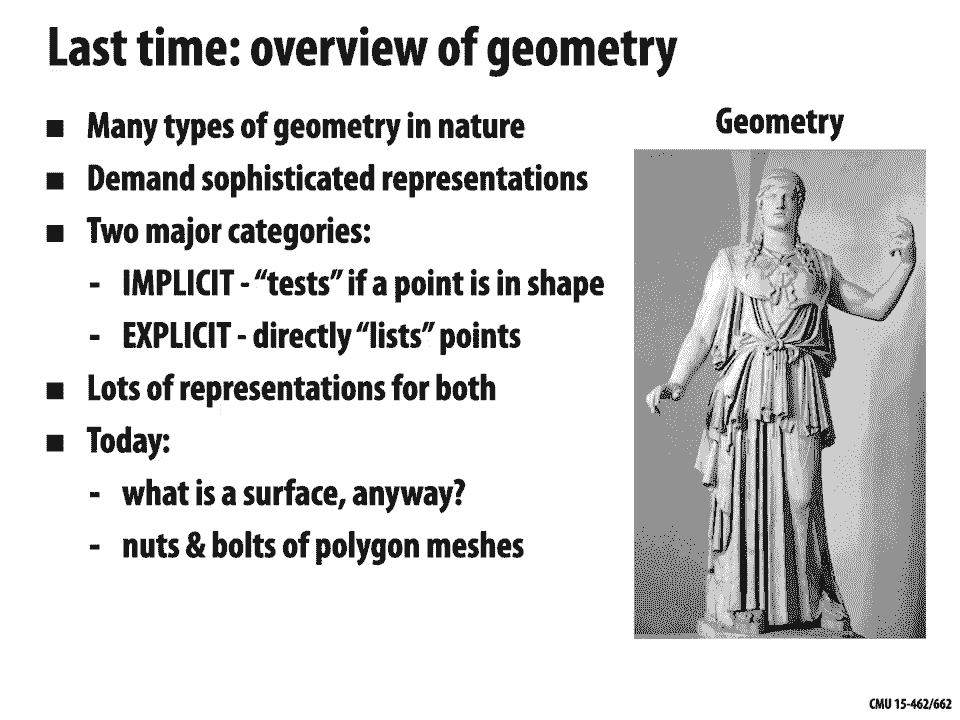 Last time: overview of geometry
■ Many types of geometry in nature
■ Demand sophisticated representations
■ Two major categories:
- IMPLICIT - “tests” if a point is in shape
- EXPLICIT - directly “lists” points
■ Lots of representations for both
■ Today:
- what is a surface, anyway?
- nuts & bolts of polygon meshes
Geometry
CMU 15-462/662